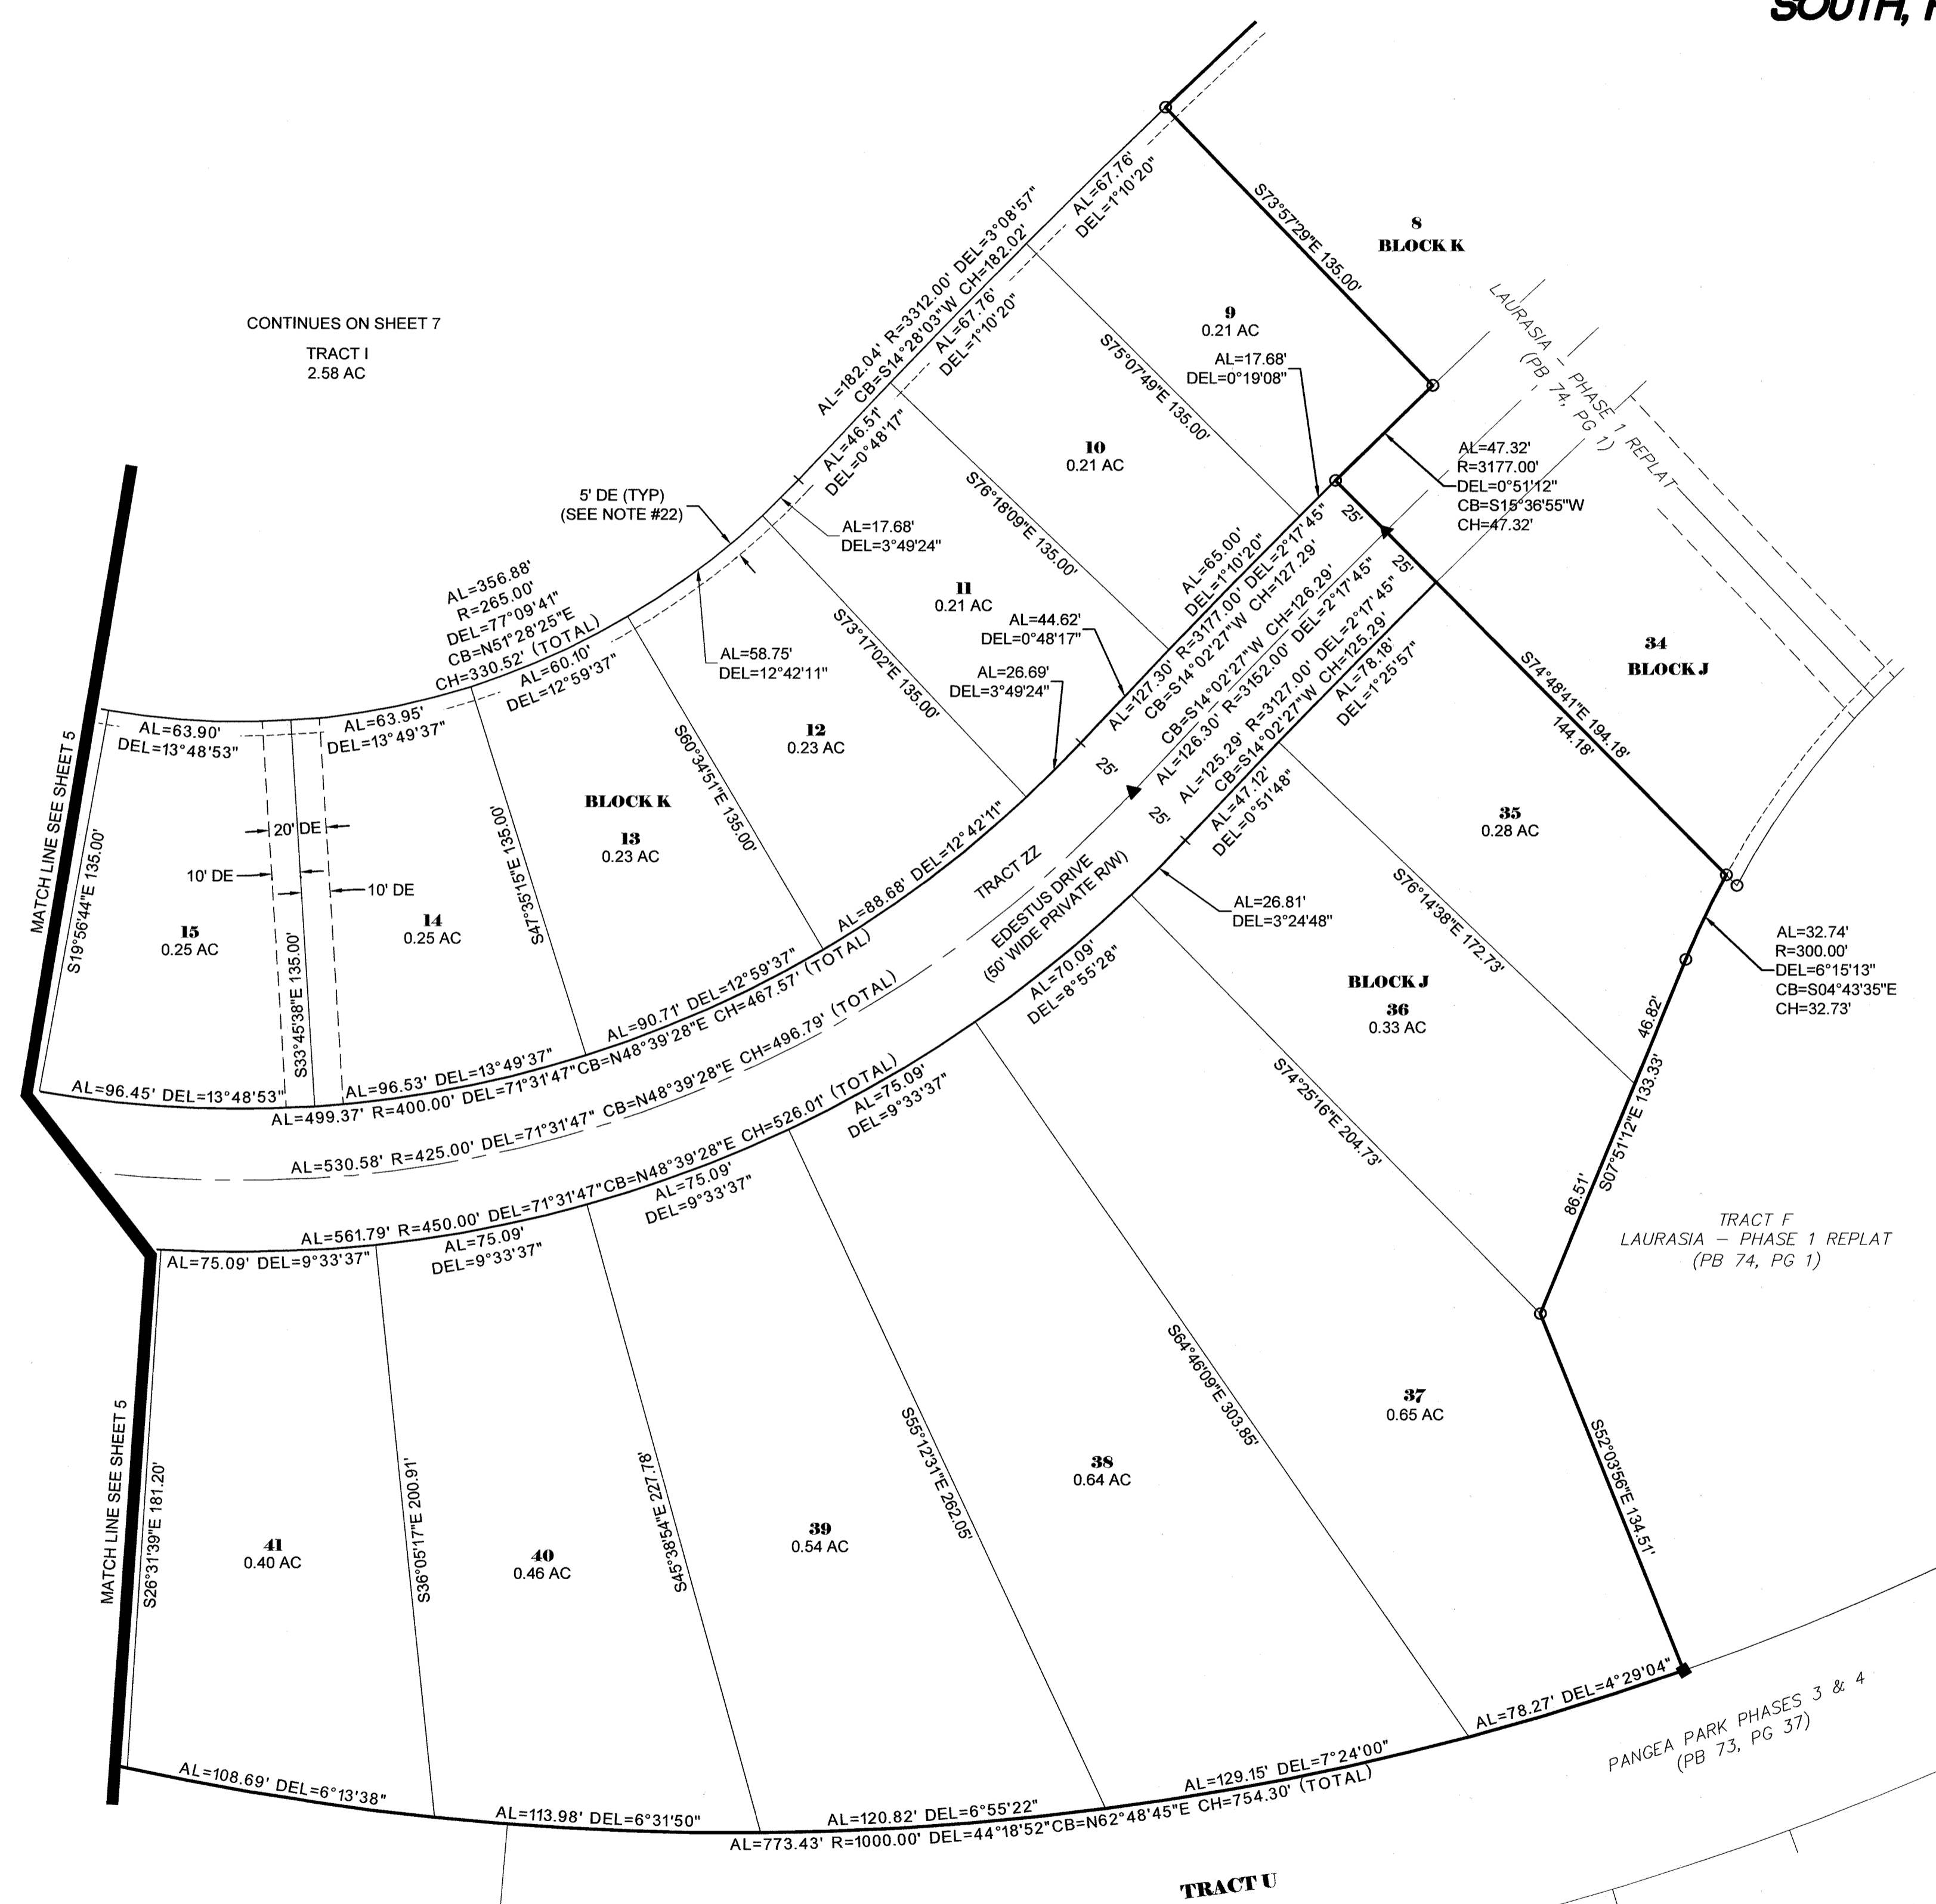 SOUTH,
CONTINUES ON SHEET 7
TRACT I
2.58 AC
AL=182.04' R=3312.00' DEL=3°08'57"
CB=S14°28'03"W CH=182.02'
AL=67.76'
DEL=1°10'20"
AL=67.76'
DEL=1°10'20"
AL=46.51'
DEL=0°48'17"
S73°57'29"E 135.00'
8
BLOCK K
LAURASIA – PHASE 1 REPLAT
(PB 74, PG 1)
9
0.21 AC
AL=17.68'
DEL=0°19'08"
S75°07'49"E 135.00'
10
0.21 AC
S76°18'09"E 135.00'
AL=47.32'
R=3177.00'
DEL=0°51'12"
CB=S15°36'55"W
CH=47.32'
5' DE (TYP)
(SEE NOTE #22)
AL=17.68'
DEL=3°49'24"
AL=356.88'
R=265.00'
DEL=77°09'41"
CB=N51°28'25"E
CH=330.52' (TOTAL)
AL=60.10'
DEL=12°59'37"
AL=58.75'
DEL=12°42'11"
11
0.21 AC
AL=44.62'
DEL=0°48'17"
AL=26.69'
DEL=3°49'24"
S73°17'02"E 135.00'
AL=65.00'
DEL=1°10'20"
AL=127.30' R=3177.00' DEL=2°17'45"
CB=S14°02'27"W CH=127.29'
CB=S14°02'27"W CH=126.29'
AL=126.30' R=3152.00' DEL=2°17'45"
AL=125.29' R=3127.00' DEL=2°17'45"
CB=S14°02'27"W CH=125.29'
AL=78.18'
DEL=1°25'57"
AL=47.12'
DEL=0°51'48"
25'
25'
25'
25'
34
BLOCK J
S74°48'41"E 194.18'
144.18'
MATCH LINE SEE SHEET 5
AL=63.90'
DEL=13°48'53"
AL=63.95'
DEL=13°49'37"
12
0.23 AC
S60°34'51"E 135.00'
BLOCK K
13
0.23 AC
S47°35'15"E 135.00'
20' DE
10' DE
10' DE
14
0.25 AC
15
0.25 AC
S19°56'44"E 135.00'
S33°45'38"E 135.00'
AL=88.68' DEL=12°42'11"
AL=90.71' DEL=12°59'37"
AL=96.53' DEL=13°49'37"
AL=96.45' DEL=13°48'53"
AL=499.37' R=400.00' DEL=71°31'47" CB=N48°39'28"E CH=467.57' (TOTAL)
TRACT ZZ
EDESTUS DRIVE
(50' WIDE PRIVATE R/W)
AL=530.58' R=425.00' DEL=71°31'47" CB=N48°39'28"E CH=496.79' (TOTAL)
AL=561.79' R=450.00' DEL=71°31'47" CB=N48°39'28"E CH=526.01' (TOTAL)
35
0.28 AC
S76°14'38"E 172.73'
AL=26.81'
DEL=3°24'48"
AL=32.74'
R=300.00'
DEL=6°15'13"
CB=S04°43'35"E
CH=32.73'
AL=70.09'
DEL=8°55'28"
BLOCK J
36
0.33 AC
46.82'
S07°51'12"E 133.33'
86.51'
S74°25'16"E 204.73'
AL=75.09'
DEL=9°33'37"
AL=75.09'
DEL=9°33'37"
AL=75.09'
DEL=9°33'37"
AL=75.09' DEL=9°33'37"
TRACT F
LAURASIA – PHASE 1 REPLAT
(PB 74, PG 1)
MATCH LINE SEE SHEET 5
S26°31'39"E 181.20'
41
0.40 AC
S36°05'17"E 200.91'
40
0.46 AC
S45°38'54"E 227.78'
39
0.54 AC
S55°12'31"E 262.05'
38
0.64 AC
S64°46'09"E 303.85'
37
0.65 AC
S52°03'56"E 134.51'
AL=78.27' DEL=4°29'04"
AL=129.15' DEL=7°24'00"
AL=120.82' DEL=6°55'22"
AL=113.98' DEL=6°31'50"
AL=108.69' DEL=6°13'38"
AL=773.43' R=1000.00' DEL=44°18'52" CB=N62°48'45"E CH=754.30' (TOTAL)
PANGEA PARK PHASES 3 & 4
(PB 73, PG 37)
TRACT U